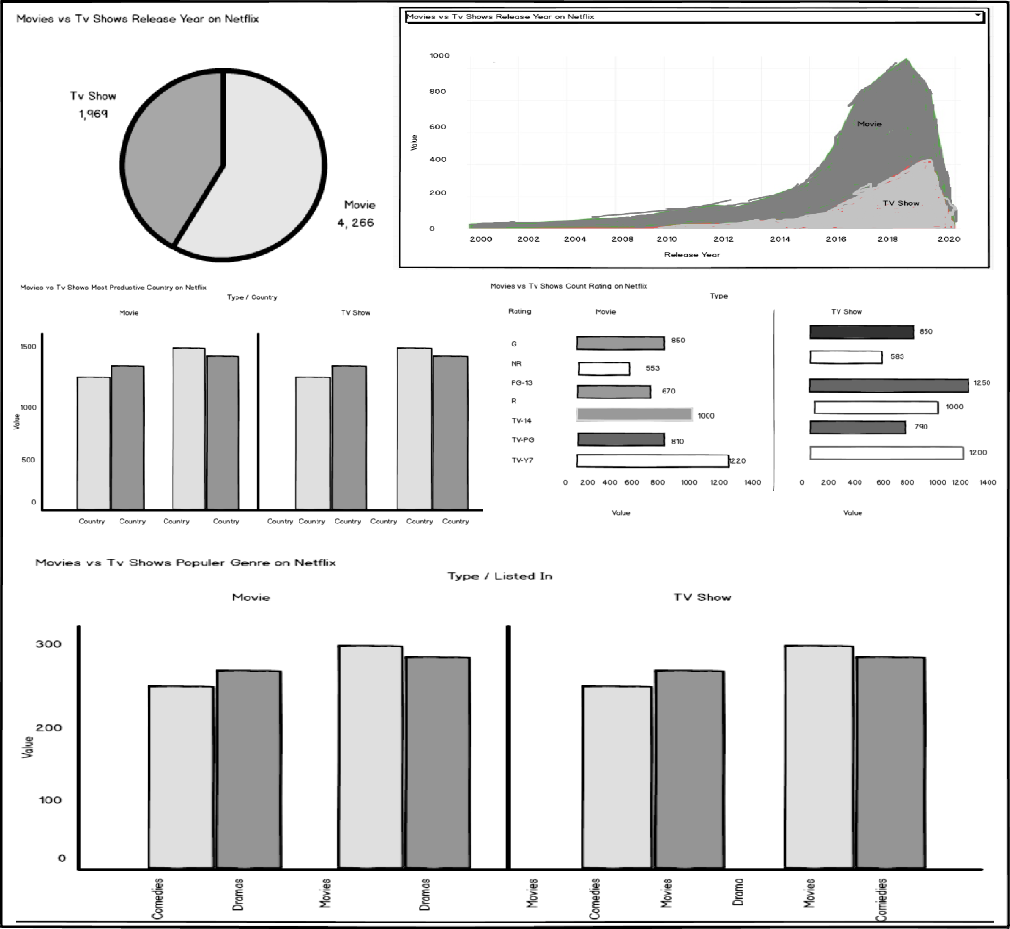 Movies vs Tv Shows Release Year on Netflix
Tv Show
1,969
Movie
4, 266
Movies vs Tv Shows Release Year on Netflix
1000
800
600
400
200
0
Value
Movie
TV Show
2000 2002 2004 2008 2010 2012 2014 2016 2018 2020
Release Year
Movies vs Tv Shows Most Productive Country on Netflix
Type / Country
Movie TV Show
1500
1000
500
0
Value
Country Country Country Country Country Country Country Country Country
Movies vs Tv Shows Count Rating on Netflix
Type
Rating Movie TV Show
G
NR
PG-13
R
TV-14
TV-PG
TV-Y7
860
553
670
1000
810
1220
0 200 400 600 800 1000 1200 1400
Value
850
583
1250
1000
790
1200
0 200 400 600 800 1000 1200 1400
Value
Movies vs Tv Shows Populer Genre on Netflix
Type / Listed In
Movie TV Show
300
200
100
0
Value
Comedies
Dramas
Movies
Dramas
Movies
Comedies
Movies
Drama
Movies
Comiedies